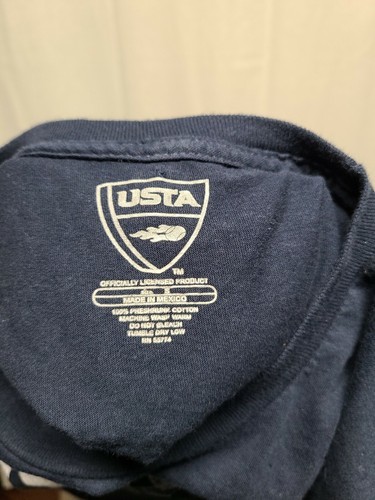 USTA
TM
OFFICIALLY LICENSED PRODUCT
MADE IN MEXICO
100% PRESHRUNK COTTON
MACHINE WASH WARM
DO NOT BLEACH
TUMBLE DRY LOW